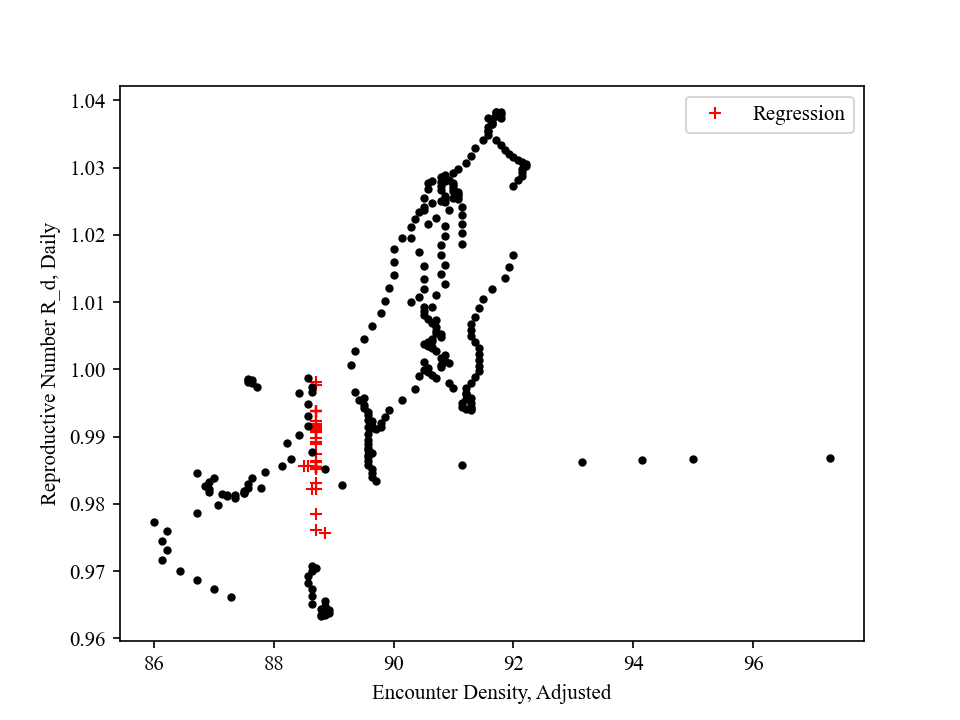 Regression
1.04
1.03
1.02
1.01
1.00
0.99
0.98
0.97
0.96
Reproductive Number R_d, Daily
86 88 90 92 94 96
Encounter Density, Adjusted